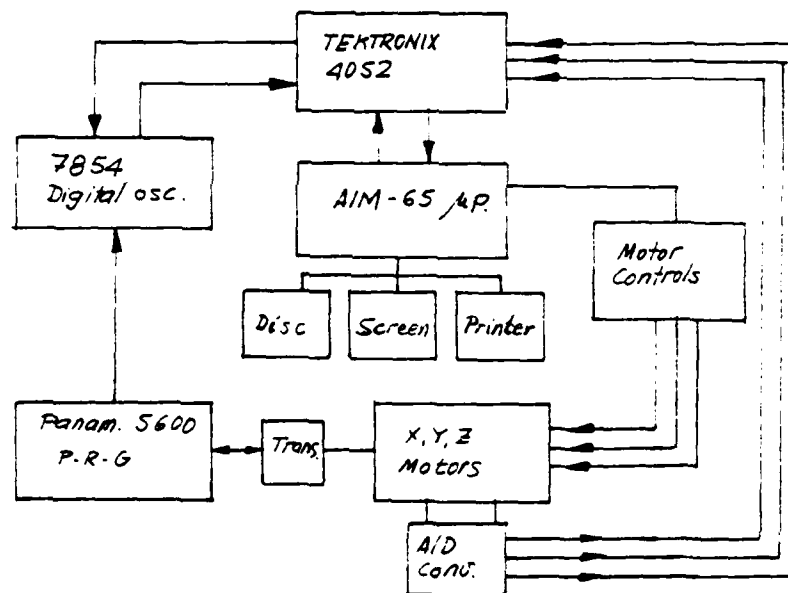 TEKTRONIX
4052
7854
Digital osc.
AIM-65 μP.
Motor
Controls
Disc
Screen
Printer
Panam. 5600
P-R-G
Trans.
X, Y, Z
Motors
A/D
Conv.